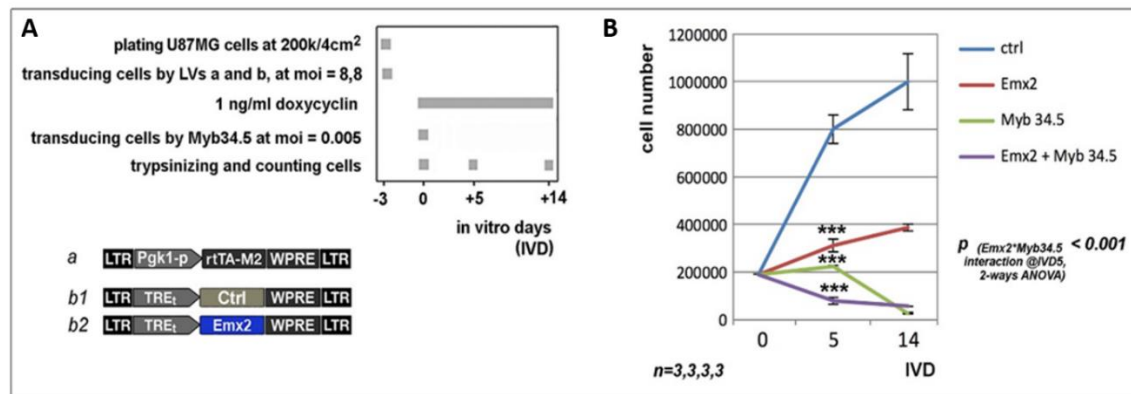 A
plating U87MG cells at 200k/4cm2
transducing cells by LVs a and b, at moi = 8,8
1 ng/ml doxycyclin
transducing cells by Myb34.5 at moi = 0.005
trypsinizing and counting cells
-3 0 +5 +14
in vitro days
(IVD)
a LTR Pgk1-p rtTA-M2 WPRE LTR
b1 LTR TREt Ctrl WPRE LTR
b2 LTR TREt Emx2 WPRE LTR
B
cell number
1200000
1000000
800000
600000
400000
200000
0
***
***
***
0 5 14
n=3,3,3,3 IVD
ctrl
Emx2
Myb 34.5
Emx2 + Myb 34.5
p (Emx2*Myb34.5 < 0.001
interaction @IVD5,
2-ways ANOVA)